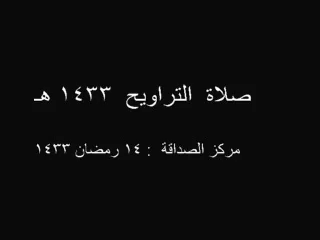 صلاة التراويح ١٤٣٣ هـ
مركز الصداقة : ١٤ رمضان ١٤٣٣